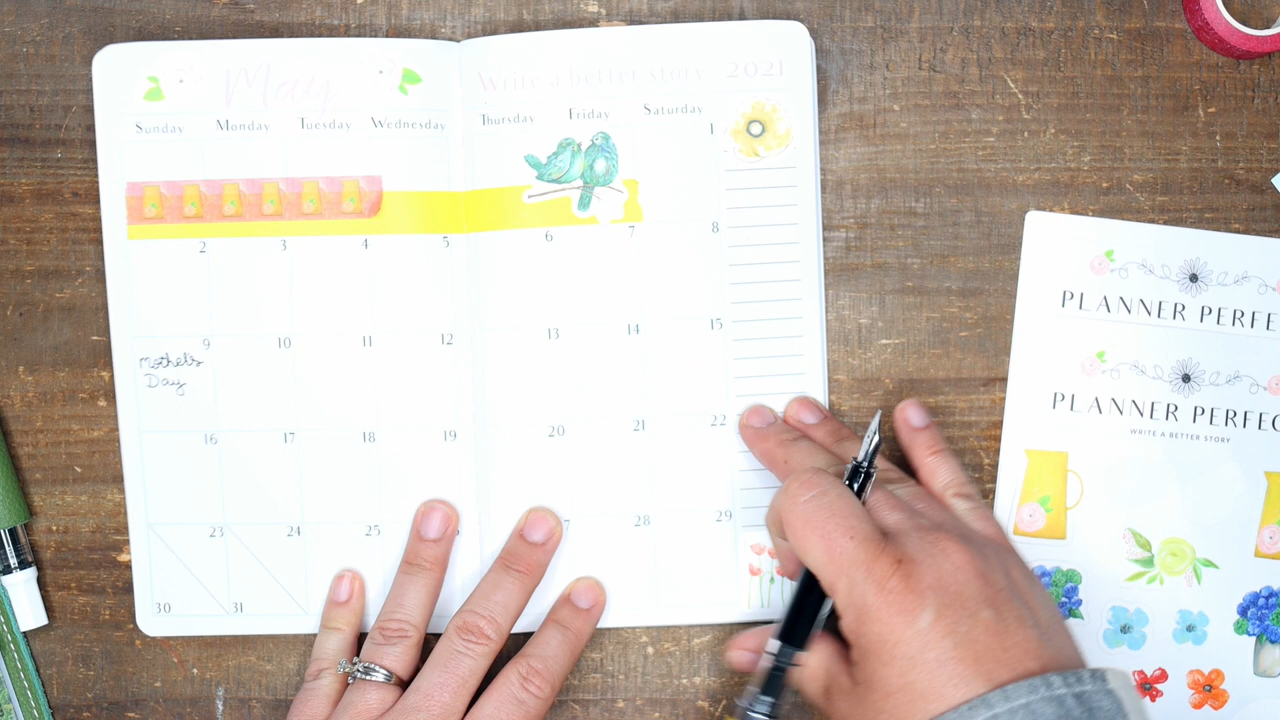 May
Write a better story 2021
Sunday Monday Tuesday Wednesday Thursday Friday Saturday
1
2 3 4 5 6 7 8
9 10 11 12 13 14 15
Mother's
Day
16 17 18 19 20 21 22
23 24 25 28 29
30 31
PLANNER PERFE
PLANNER PERFEC
WRITE A BETTER STORY